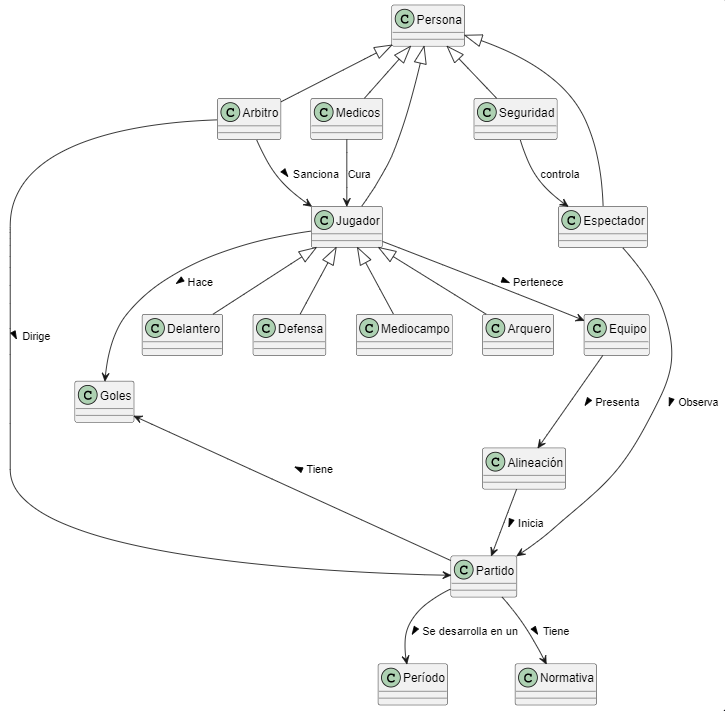 C Persona
C Arbitro
C Medicos
C Seguridad
Sanciona
Cura
controla
C Jugador
C Espectador
Hace
Pertenece
C Delantero
C Defensa
C Mediocampo
C Arquero
C Equipo
Dirige
C Goles
Presenta
Observa
C Alineación
Tiene
Inicia
C Partido
Se desarrolla en un
Tiene
C Período
C Normativa